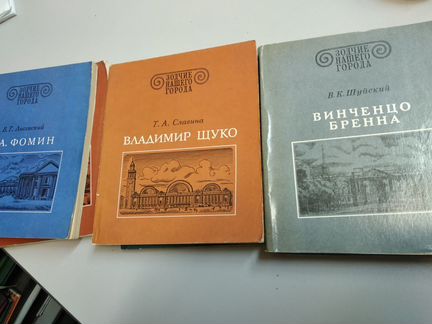 ЗОДЧИЕ
НАШЕГО
ГОРОДА
В. Г. Лисовский
А. ФОМИН
ЗОДЧИЕ
НАШЕГО
ГОРОДА
Т. А. Славина
ВЛАДИМИР ЩУКО
ЗОДЧИЕ
НАШЕГО
ГОРОДА
В. К. Шуйский
ВИНЧЕНЦО
БРЕННА